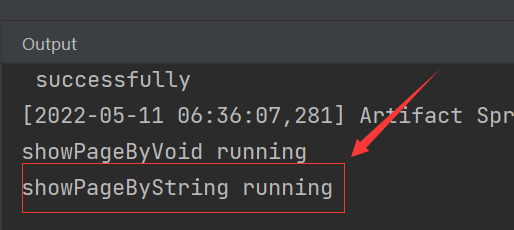 Output
successfully
[2022-05-11 06:36:07,281] Artifact Spr
showPageByVoid running
showPageByString running